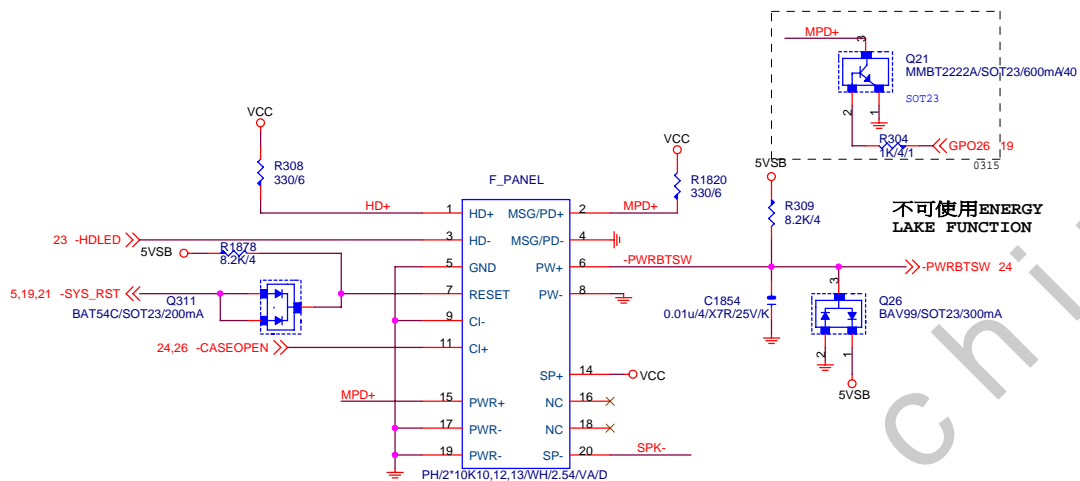 MPD+
3
Q21
MMBT2222A/SOT23/600mA/40
SOT23
2
1
R304
1K/4/1
GPO26 19
0315
VCC
R308
330/6
VCC
R1820
330/6
5VSB
R309
8.2K/4
不可使用ENERGY
LAKE FUNCTION
F_PANEL
HD+
1
HD+
MSG/PD+
2
MPD+
23 -HDLED
3
HD-
MSG/PD-
4
5VSB
R1878
8.2K/4
5
GND
PW+
6
-PWRBTSW
-PWRBTSW 24
5,19,21 -SYS_RST
Q311
BAT54C/SOT23/200mA
7
RESET
PW-
8
C1854
0.01u/4/X7R/25V/K
3
Q26
BAV99/SOT23/300mA
2
1
5VSB
9
CI-
24,26 -CASEOPEN
11
CI+
SP+
14
VCC
MPD+
15
PWR+
NC
16
17
PWR-
NC
18
19
PWR-
SP-
20
SPK-
PH/2*10K10,12,13/WH/2.54/VA/D
chi